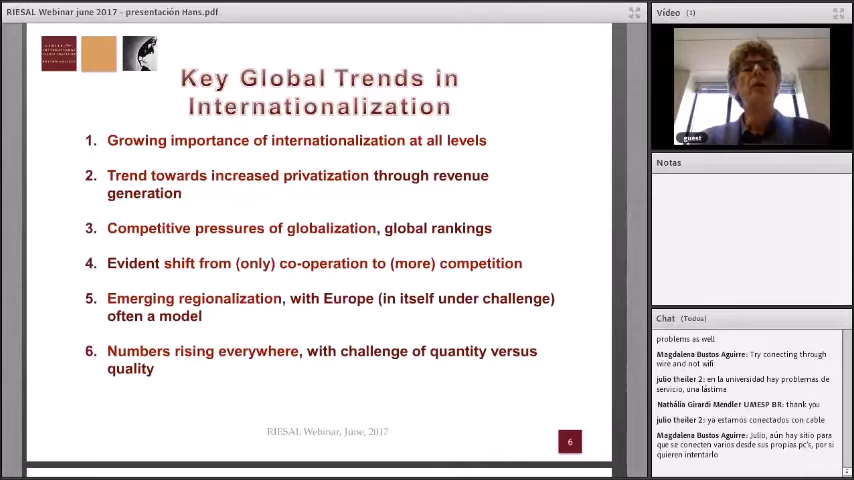 RIESAL Webinar june 2017 - presentación Hans.pdf
Key Global Trends in
Internationalization
1. Growing importance of internationalization at all levels
2. Trend towards increased privatization through revenue
generation
3. Competitive pressures of globalization, global rankings
4. Evident shift from (only) co-operation to (more) competition
5. Emerging regionalization, with Europe (in itself under challenge)
often a model
6. Numbers rising everywhere, with challenge of quantity versus
quality
RIESAL Webinar, June, 2017
6
Vídeo (1)
guest
Notas
Chat (Todos)
problems as well
Magdalena Bustos Aguirre: Try conecting through
wire and not wifi
julio theiler 2: en la universidad hay problemas de
servicio, una lástima
Nathália Girardi Mendler UMESP BR: thank you
julio theiler 2: ya estamos conectados con cable
Magdalena Bustos Aguirre: Julio, aún hay sitio para
que se conecten varios desde sus propias pc's, por si
quieren intentarlo